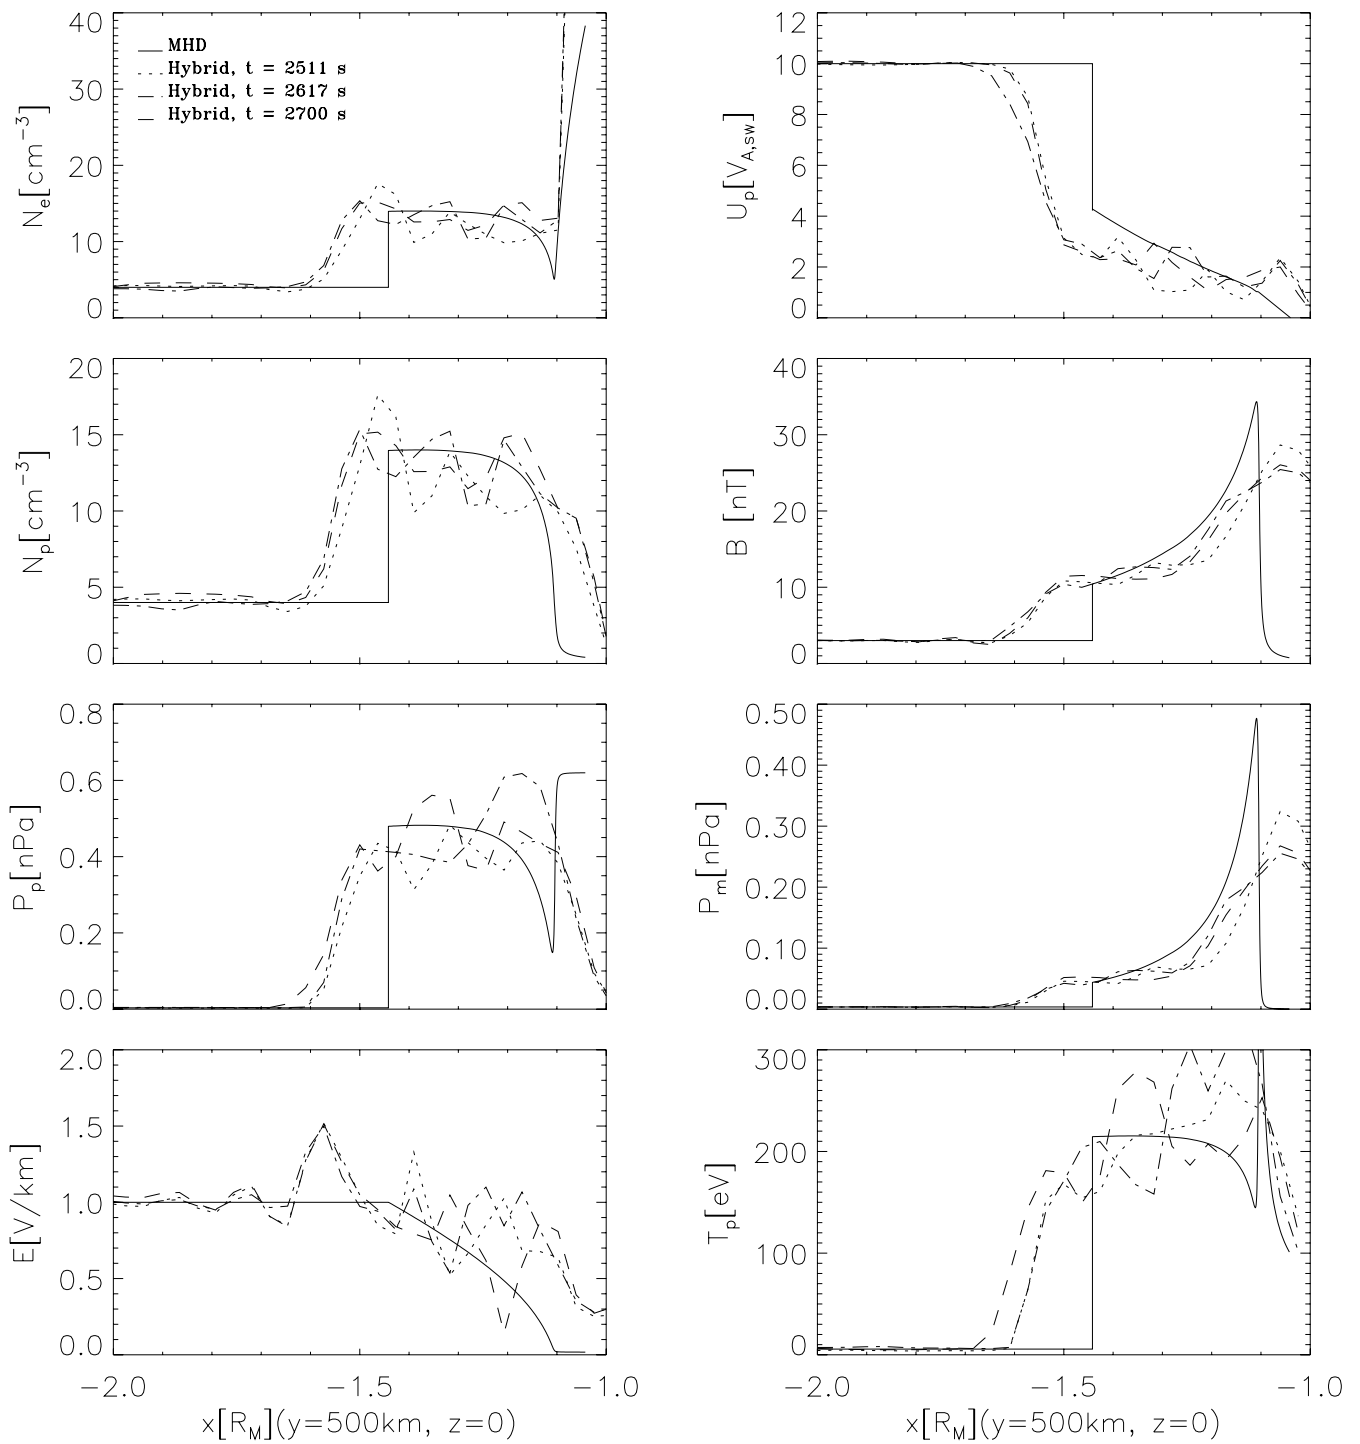 40
30
20
10
0
N_e[cm^-3]
MHD
Hybrid, t = 2511 s
Hybrid, t = 2617 s
Hybrid, t = 2700 s
12
10
8
6
4
2
0
U_p[V_A,sw]
20
15
10
5
0
N_p[cm^-3]
40
30
20
10
0
B [nT]
0.8
0.6
0.4
0.2
0.0
P_p[nPa]
0.50
0.40
0.30
0.20
0.10
0.00
P_m[nPa]
2.0
1.5
1.0
0.5
0.0
E[V/km]
-2.0 -1.5 -1.0
x[R_M](y=500km, z=0)
300
200
100
0
T_p[eV]
-2.0 -1.5 -1.0
x[R_M](y=500km, z=0)